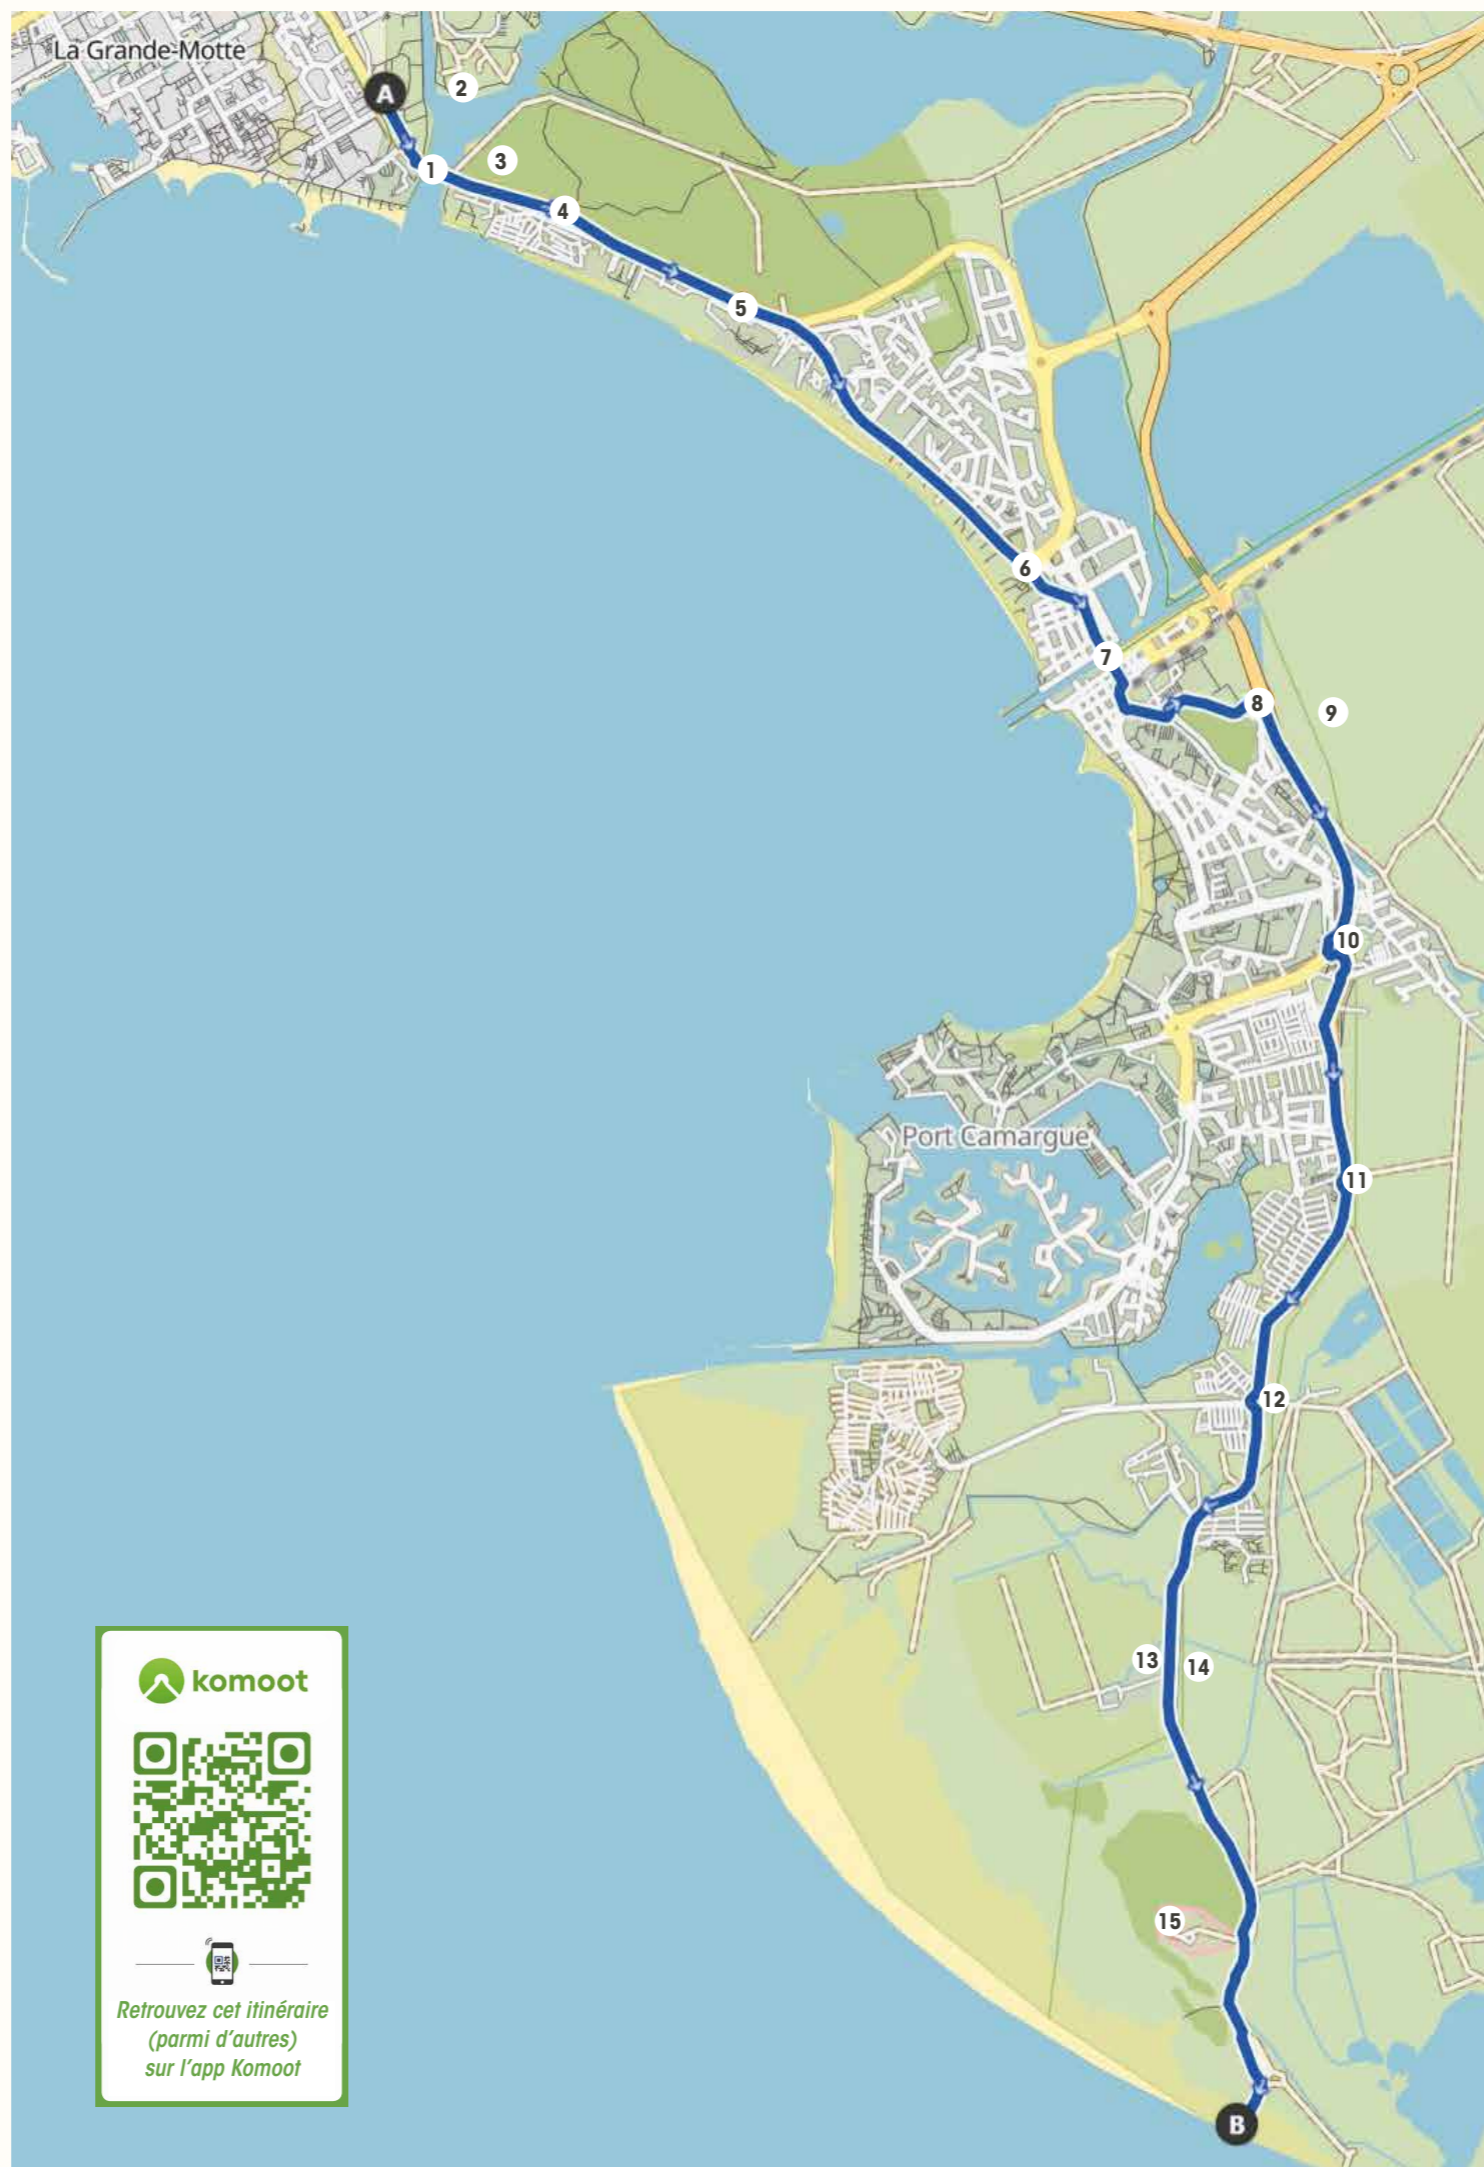 La Grande-Motte
A
2
1
3
4
5
6
7
8
9
10
Port Camargue
11
12
13
14
15
B
komoot
Retrouvez cet itinéraire
(parmi d'autres)
sur l'app Komoot